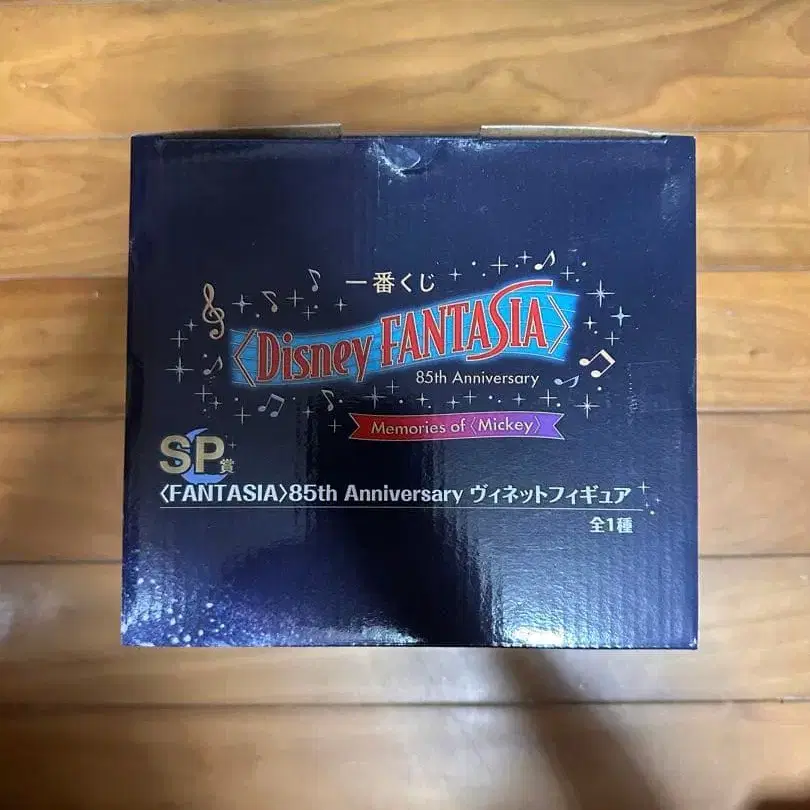 一番くじ
〈Disney FANTASIA〉
85th Anniversary
Memories of〈Mickey〉
SP賞
〈FANTASIA〉85th Anniversary ヴィネットフィギュア
全1種